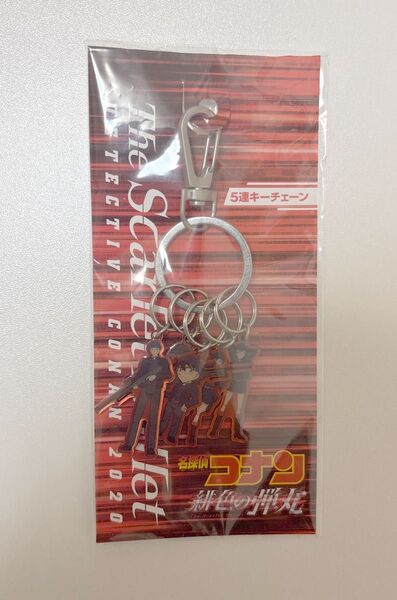 The Scarlet
DETECTIVE CONAN 2020
5連キーチェーン
名探偵
コナン
緋色の弾丸